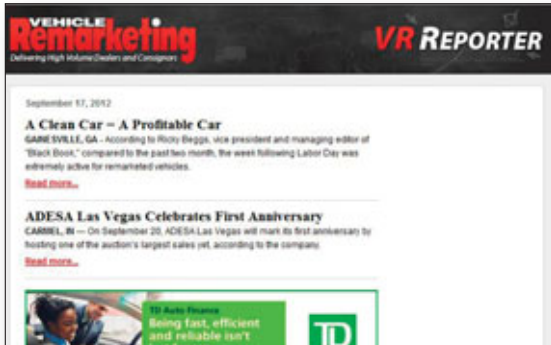 VEHICLE
Remarketing
Delivering High Volume Dealers and Consignors
VR REPORTER
September 17, 2012
A Clean Car – A Profitable Car
GAINESVILLE, GA - According to Ricky Beggs, vice president and managing editor of
"Black Book," compared to the past two month, the week following Labor Day was
extremely active for remarketed vehicles.
Read more...
ADESA Las Vegas Celebrates First Anniversary
CARMEL, IN — On September 28, ADESA Las Vegas will mark its first anniversary by
hosting one of the auction's largest sales yet, according to the company.
Read more...
TD Auto Finance
Being fast, efficient
and reliable isn't
TD